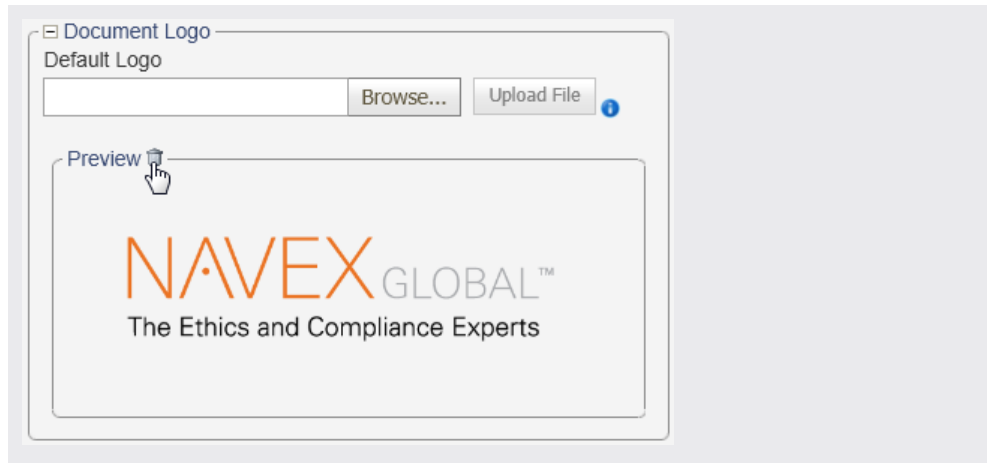 Document Logo
Default Logo
Browse... Upload File
Preview
NAVEX GLOBAL™
The Ethics and Compliance Experts